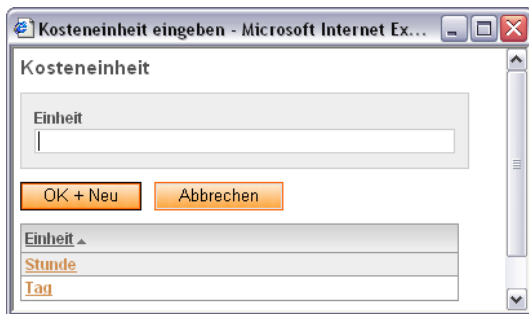 Kosteneinheit eingeben - Microsoft Internet Ex...
Kosteneinheit
Einheit
OK + Neu Abbrechen
Einheit
Stunde
Tag